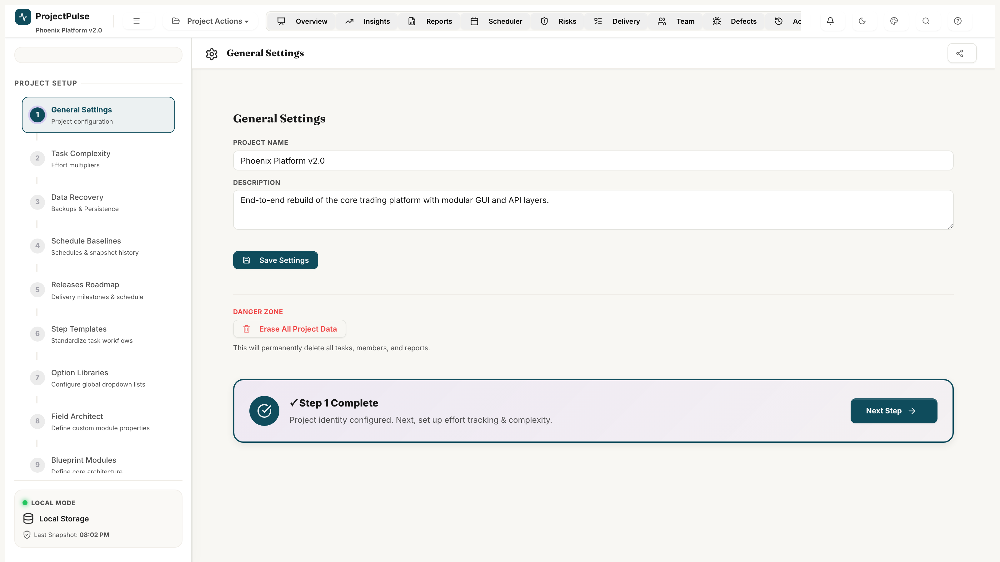 ProjectPulse
Phoenix Platform v2.0
Project Actions
Overview
Insights
Reports
Scheduler
Risks
Delivery
Team
Defects
Ac
General Settings
PROJECT SETUP
1
General Settings
Project configuration
2
Task Complexity
Effort multipliers
3
Data Recovery
Backups & Persistence
4
Schedule Baselines
Schedules & snapshot history
5
Releases Roadmap
Delivery milestones & schedule
6
Step Templates
Standardize task workflows
7
Option Libraries
Configure global dropdown lists
8
Field Architect
Define custom module properties
9
Blueprint Modules
Define core architecture
LOCAL MODE
Local Storage
Last Snapshot: 08:02 PM
General Settings
PROJECT NAME
Phoenix Platform v2.0
DESCRIPTION
End-to-end rebuild of the core trading platform with modular GUI and API layers.
Save Settings
DANGER ZONE
Erase All Project Data
This will permanently delete all tasks, members, and reports.
✓ Step 1 Complete
Project identity configured. Next, set up effort tracking & complexity.
Next Step